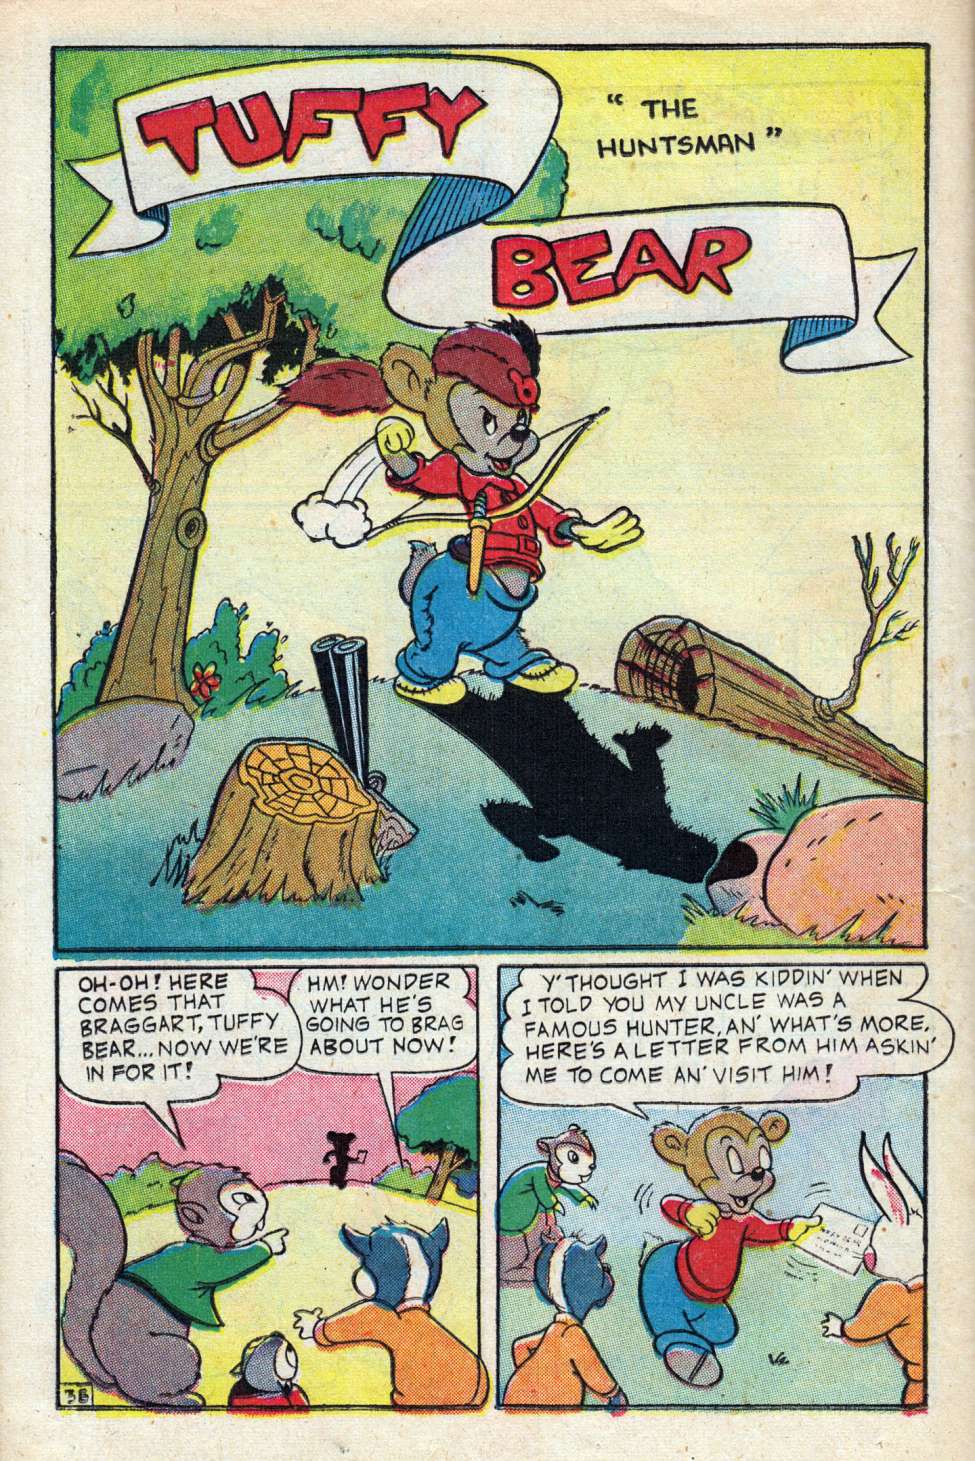 TUFFY
BEAR
" THE
HUNTSMAN "
OH-OH! HERE
COMES THAT
BRAGGART, TUFFY
BEAR... NOW WE'RE
IN FOR IT!
HM! WONDER
WHAT HE'S
GOING TO BRAG
ABOUT NOW!
Y' THOUGHT I WAS KIDDIN' WHEN
I TOLD YOU MY UNCLE WAS A
FAMOUS HUNTER, AN' WHAT'S MORE,
HERE'S A LETTER FROM HIM ASKIN'
ME TO COME AN' VISIT HIM!